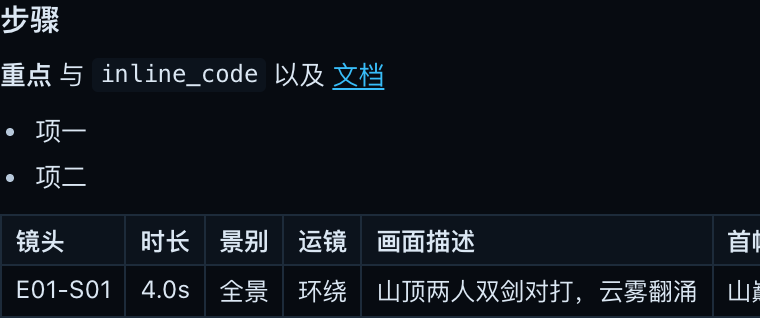 步骤
重点 与 inline_code 以及 文档
• 项一
• 项二
镜头 时长 景别 运镜 画面描述 首
E01-S01 4.0s 全景 环绕 山顶两人双剑对打，云雾翻涌 山